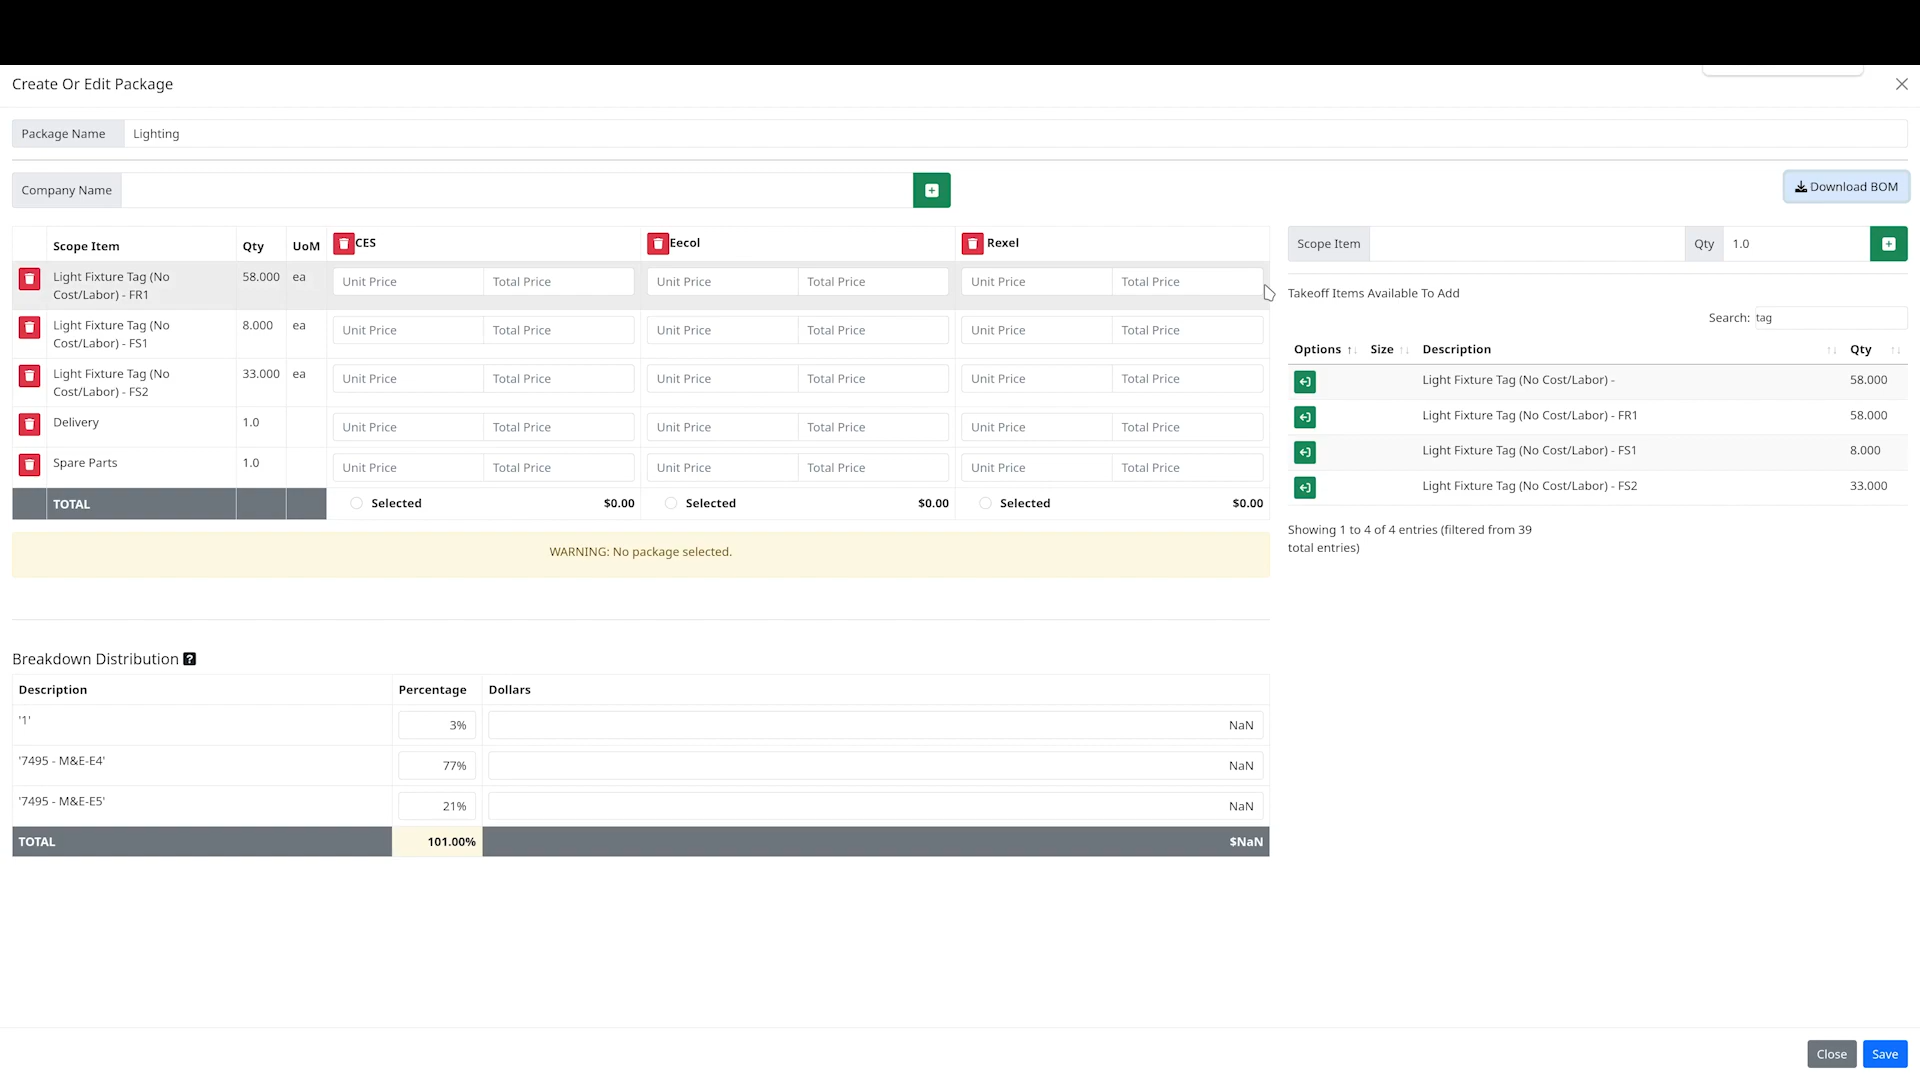 Create Or Edit Package
Package Name Lighting
Company Name
Download BOM
Scope Item Qty UoM CES Eecol Rexel
Light Fixture Tag (No Cost/Labor) - FR1 58.000 ea Unit Price Total Price Unit Price Total Price Unit Price Total Price
Light Fixture Tag (No Cost/Labor) - FS1 8.000 ea Unit Price Total Price Unit Price Total Price Unit Price Total Price
Light Fixture Tag (No Cost/Labor) - FS2 33.000 ea Unit Price Total Price Unit Price Total Price Unit Price Total Price
Delivery 1.0 Unit Price Total Price Unit Price Total Price Unit Price Total Price
Spare Parts 1.0 Unit Price Total Price Unit Price Total Price Unit Price Total Price
TOTAL Selected $0.00 Selected $0.00 Selected $0.00
WARNING: No package selected.
Scope Item Qty 1.0
Takeoff Items Available To Add
Search: tag
Options Size Description Qty
Light Fixture Tag (No Cost/Labor) - 58.000
Light Fixture Tag (No Cost/Labor) - FR1 58.000
Light Fixture Tag (No Cost/Labor) - FS1 8.000
Light Fixture Tag (No Cost/Labor) - FS2 33.000
Showing 1 to 4 of 4 entries (filtered from 39
total entries)
Breakdown Distribution ?
Description Percentage Dollars
'1' 3% NaN
'7495 - M&E-E4' 77% NaN
'7495 - M&E-E5' 21% NaN
TOTAL 101.00% $NaN
Close Save